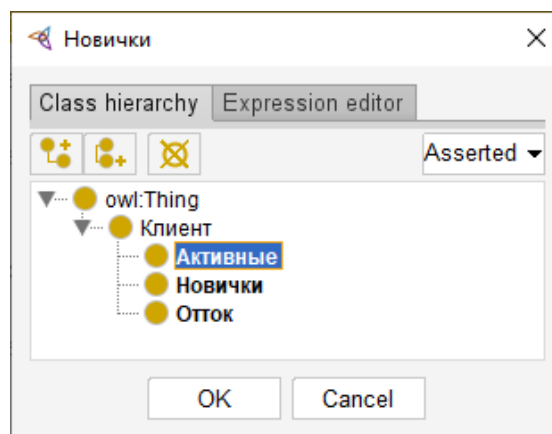 Новички
Class hierarchy Expression editor
Asserted
owl:Thing
Клиент
Активные
Новички
Отток
OK Cancel